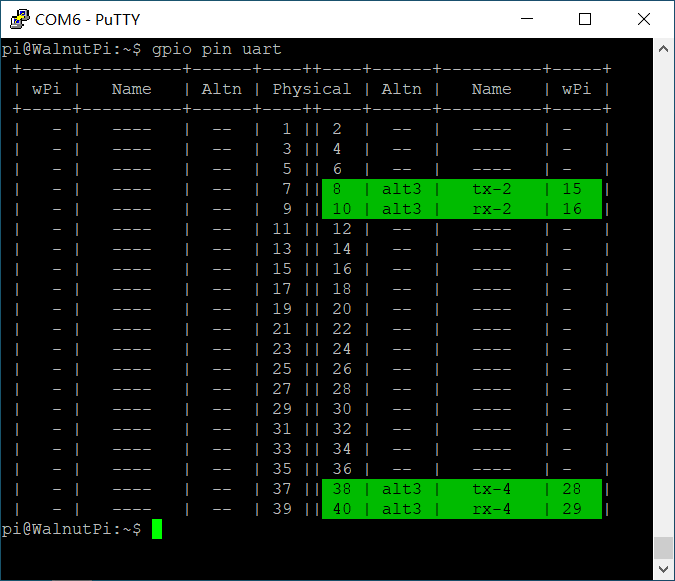 COM6 - PuTTY
pi@WalnutPi:~$ gpio pin uart
+-----+----------+------+----++----+------+----------+-----+
| wPi |   Name   | Altn | Physical | Altn |   Name   | wPi |
+-----+----------+------+----++----+------+----------+-----+
|   - |   ----   |  --  |  1 || 2  |  --  |   ----   | -   |
|   - |   ----   |  --  |  3 || 4  |  --  |   ----   | -   |
|   - |   ----   |  --  |  5 || 6  |  --  |   ----   | -   |
|   - |   ----   |  --  |  7 || 8  | alt3 |   tx-2   | 15  |
|   - |   ----   |  --  |  9 || 10 | alt3 |   rx-2   | 16  |
|   - |   ----   |  --  | 11 || 12 |  --  |   ----   | -   |
|   - |   ----   |  --  | 13 || 14 |  --  |   ----   | -   |
|   - |   ----   |  --  | 15 || 16 |  --  |   ----   | -   |
|   - |   ----   |  --  | 17 || 18 |  --  |   ----   | -   |
|   - |   ----   |  --  | 19 || 20 |  --  |   ----   | -   |
|   - |   ----   |  --  | 21 || 22 |  --  |   ----   | -   |
|   - |   ----   |  --  | 23 || 24 |  --  |   ----   | -   |
|   - |   ----   |  --  | 25 || 26 |  --  |   ----   | -   |
|   - |   ----   |  --  | 27 || 28 |  --  |   ----   | -   |
|   - |   ----   |  --  | 29 || 30 |  --  |   ----   | -   |
|   - |   ----   |  --  | 31 || 32 |  --  |   ----   | -   |
|   - |   ----   |  --  | 33 || 34 |  --  |   ----   | -   |
|   - |   ----   |  --  | 35 || 36 |  --  |   ----   | -   |
|   - |   ----   |  --  | 37 || 38 | alt3 |   tx-4   | 28  |
|   - |   ----   |  --  | 39 || 40 | alt3 |   rx-4   | 29  |
pi@WalnutPi:~$